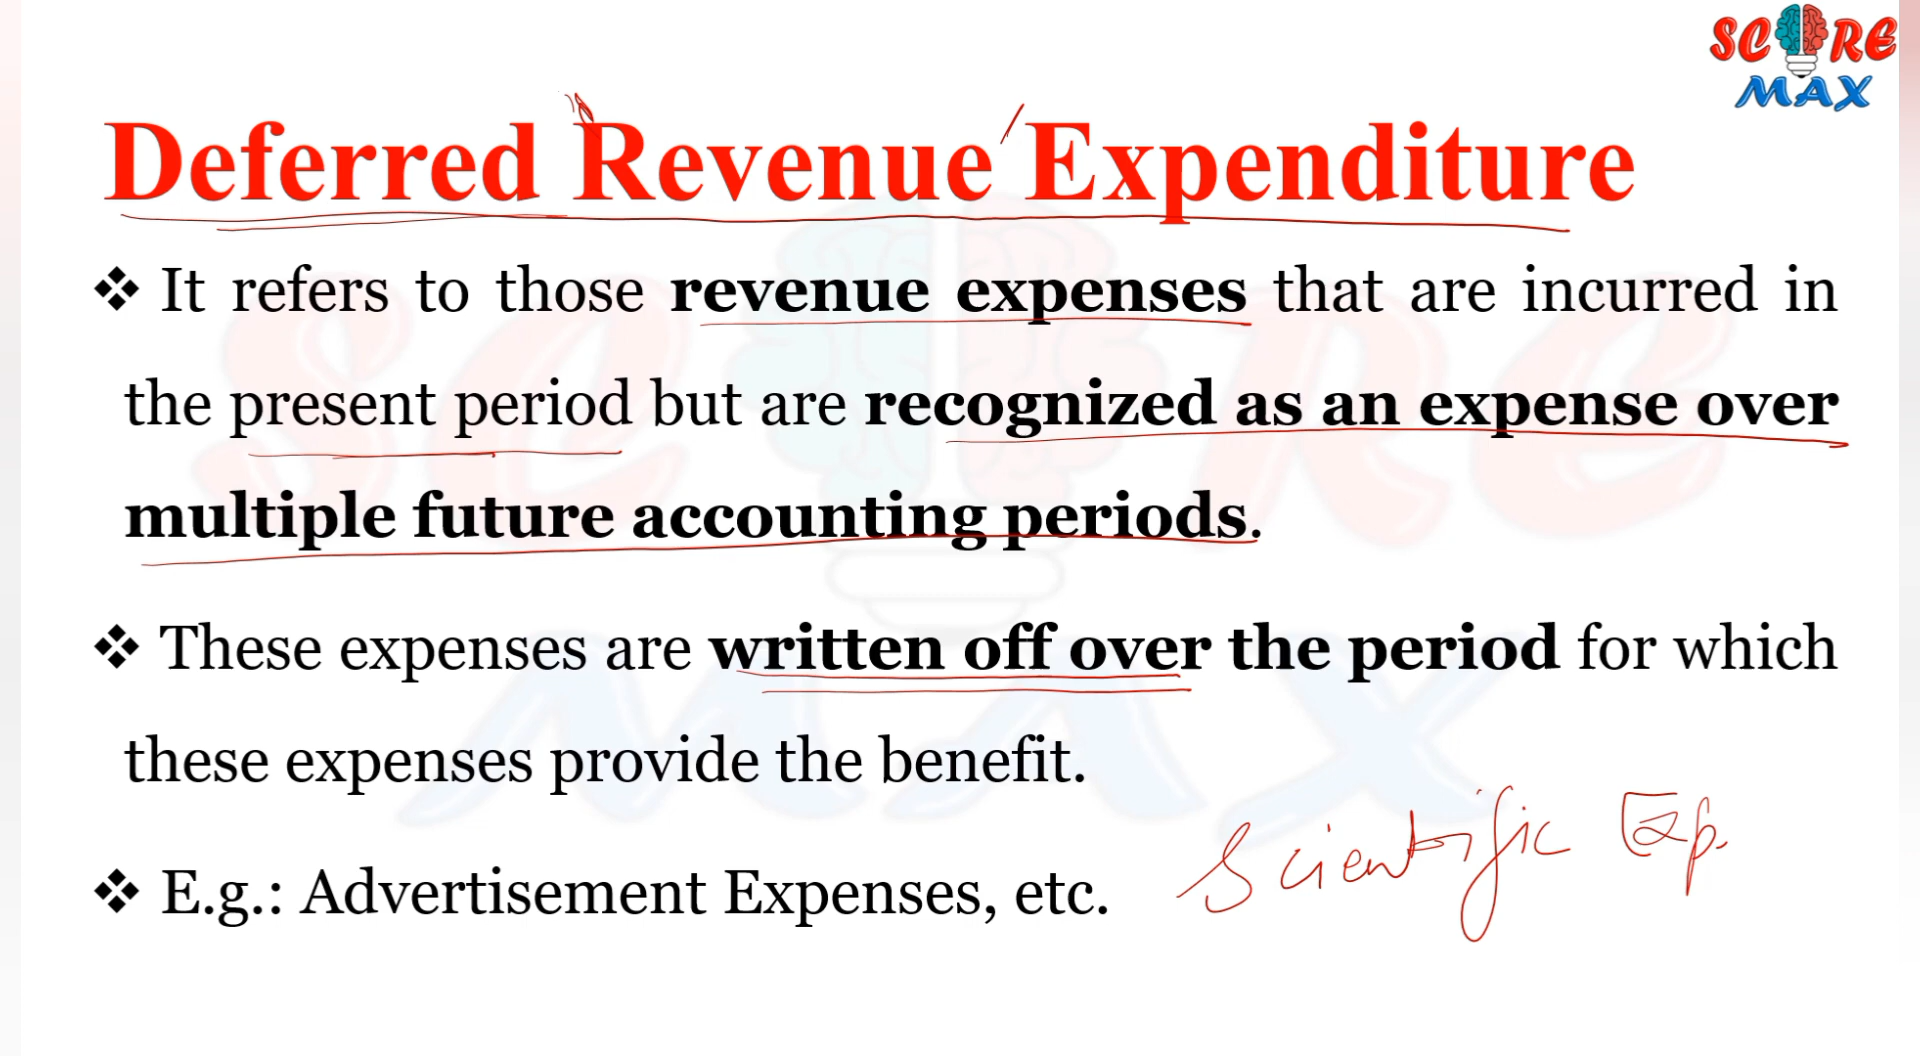 SCORE
MAX
Deferred Revenue Expenditure
❖ It refers to those revenue expenses that are incurred in
the present period but are recognized as an expense over
multiple future accounting periods.
❖ These expenses are written off over the period for which
these expenses provide the benefit.
Scientific Exp.
❖ E.g.: Advertisement Expenses, etc.